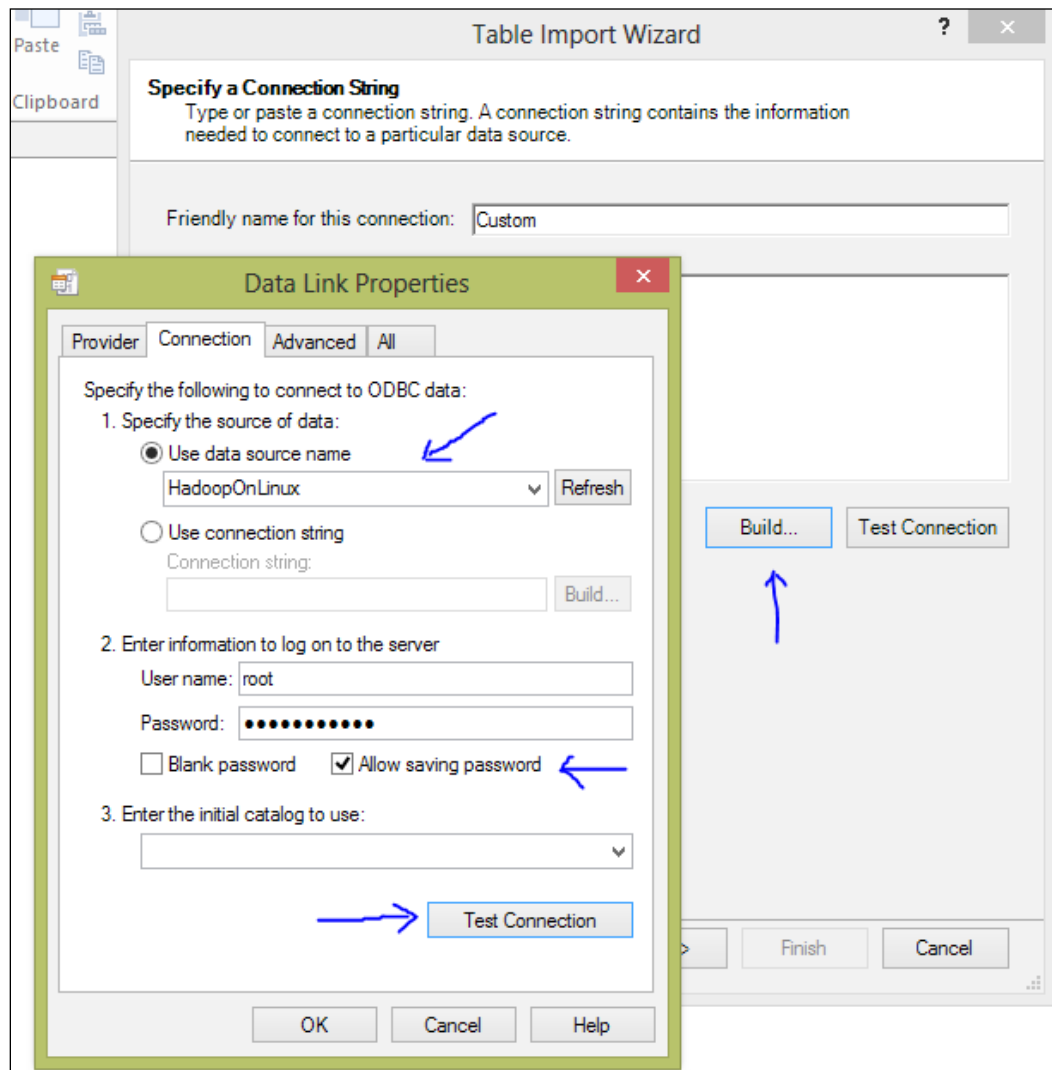 Paste
Clipboard
Table Import Wizard
?
Specify a Connection String
Type or paste a connection string. A connection string contains the information
needed to connect to a particular data source.
Friendly name for this connection: Custom
Data Link Properties
Provider Connection Advanced All
Specify the following to connect to ODBC data:
1. Specify the source of data:
Use data source name
HadoopOnLinux Refresh
Use connection string
Connection string:
Build...
Build... Test Connection
2. Enter information to log on to the server
User name: root
Password: •••••••••••
Blank password Allow saving password
3. Enter the initial catalog to use:
Test Connection
OK Cancel Help
> Finish Cancel